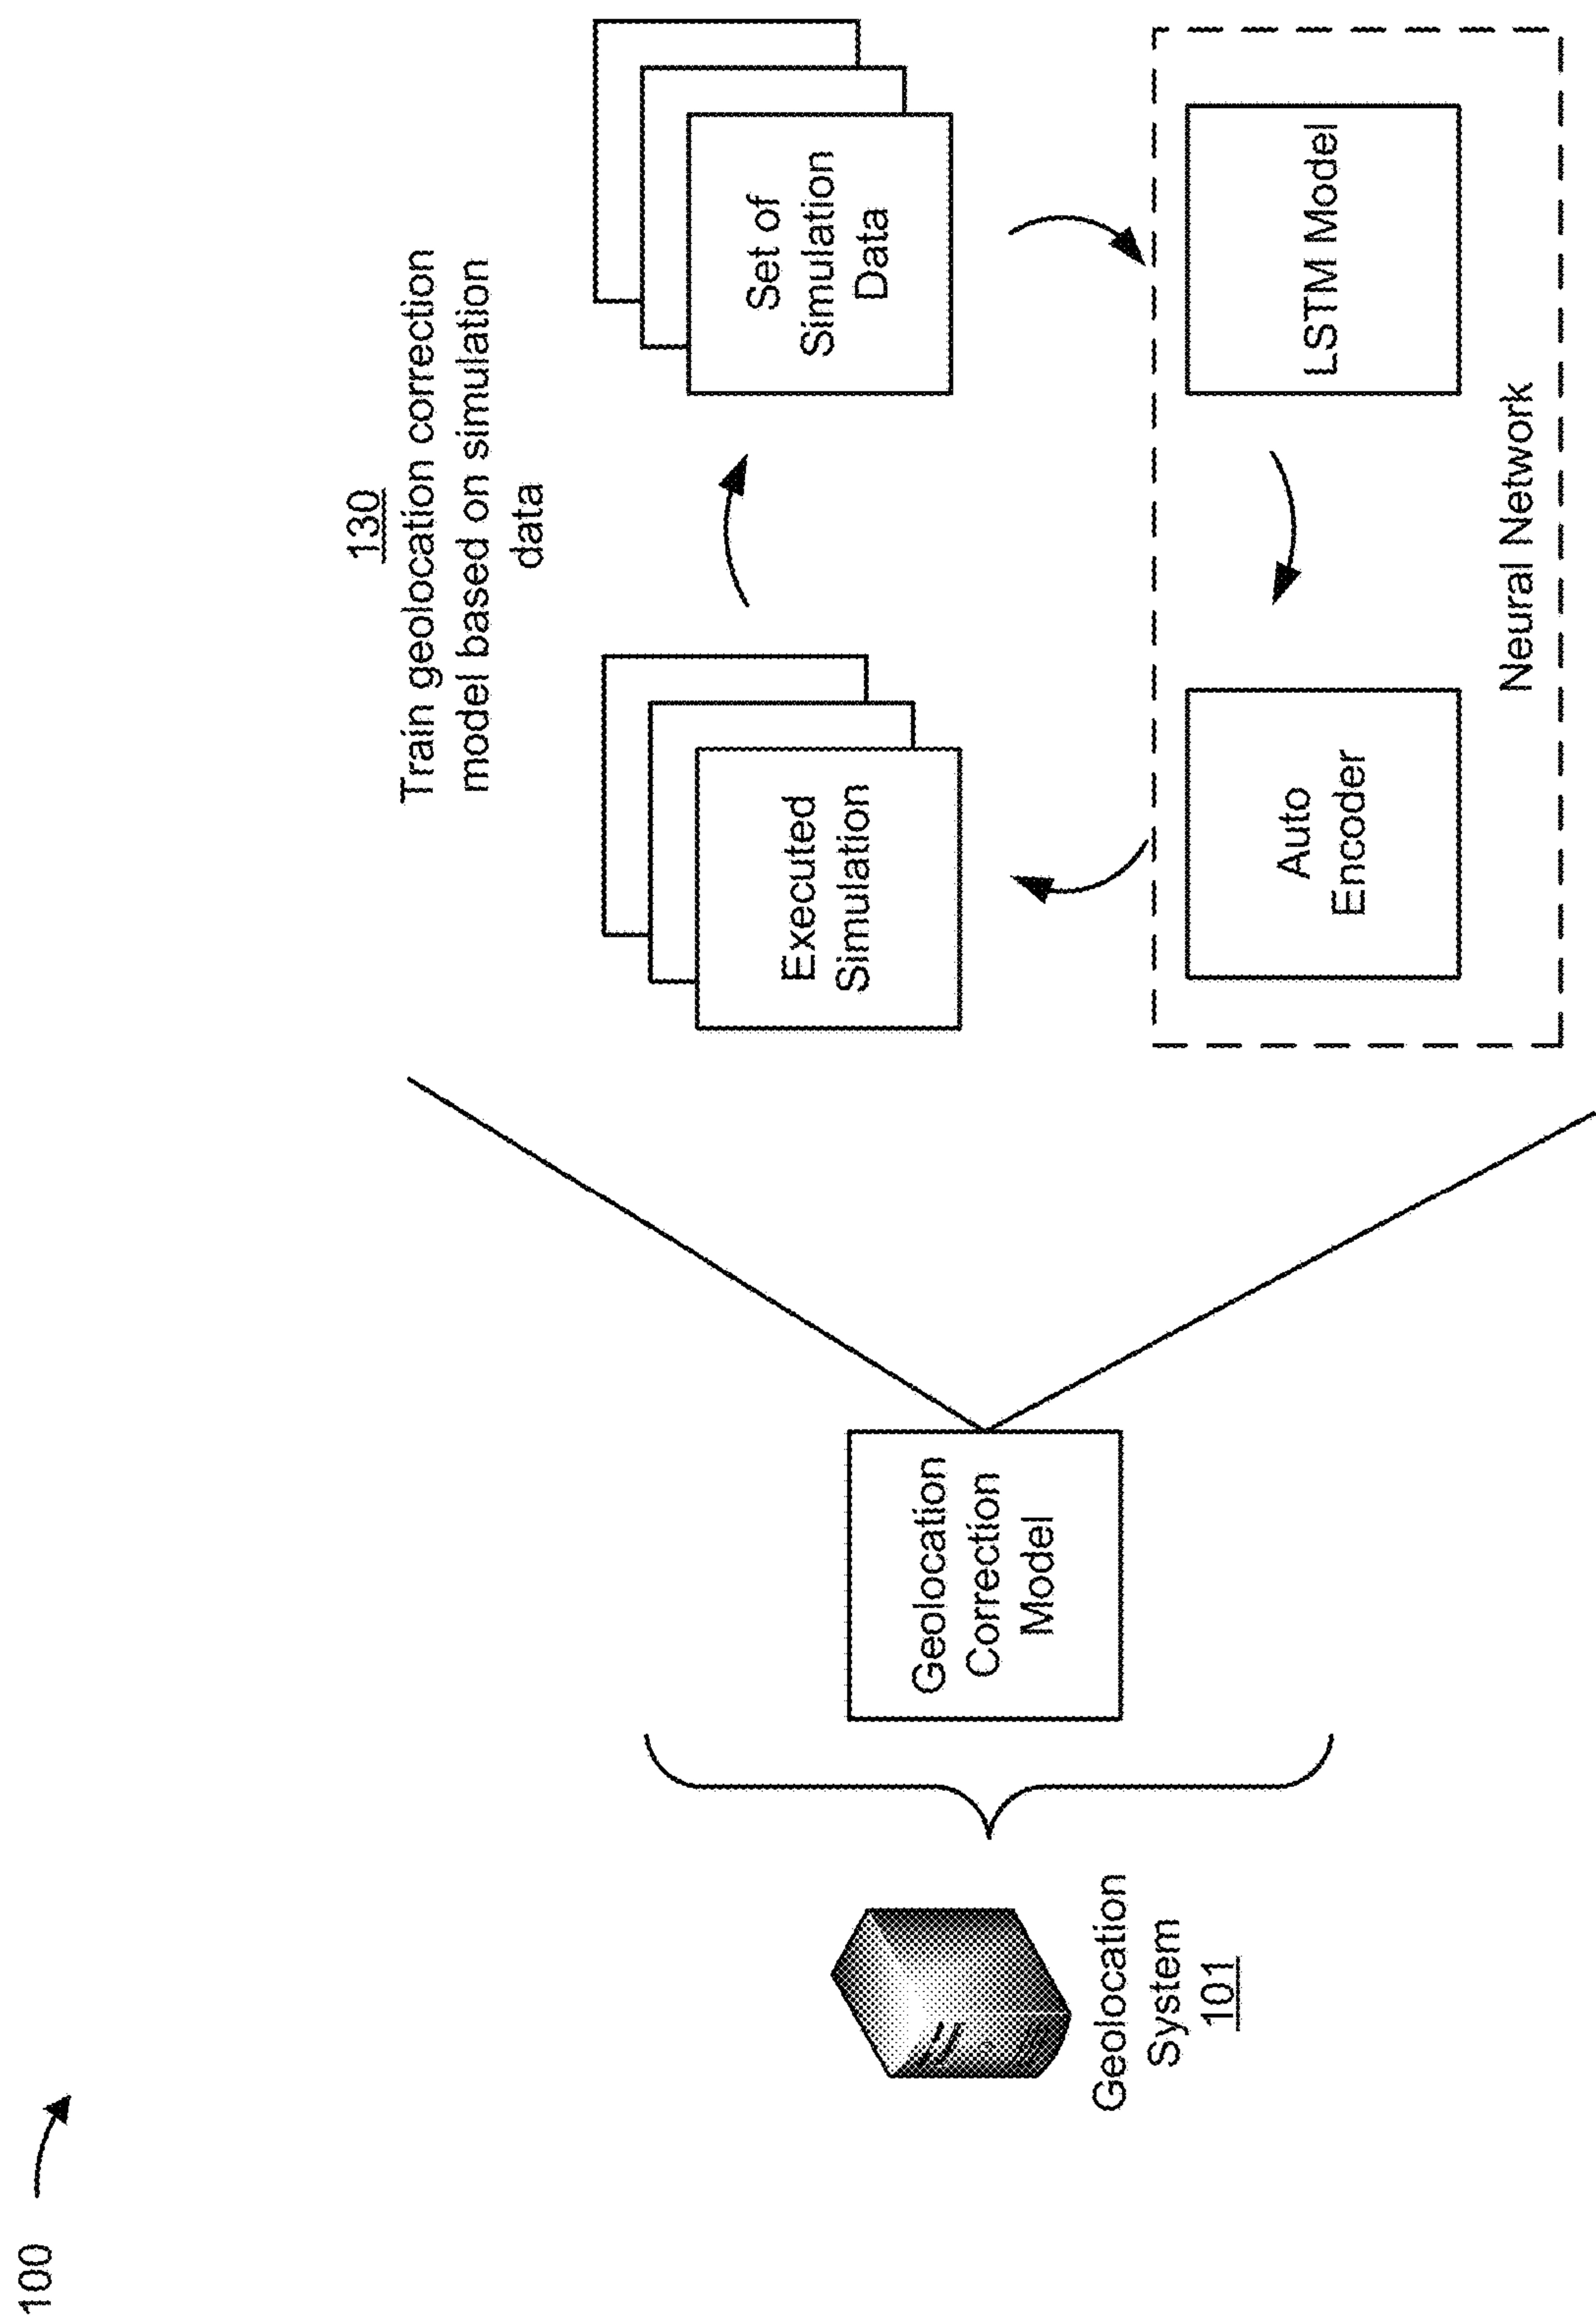 100
130
Train geolocation correction
model based on simulation
data
Geolocation
System
101
Geolocation
Correction
Model
Executed
Simulation
Set of
Simulation
Data
Auto
Encoder
LSTM Model
Neural Network